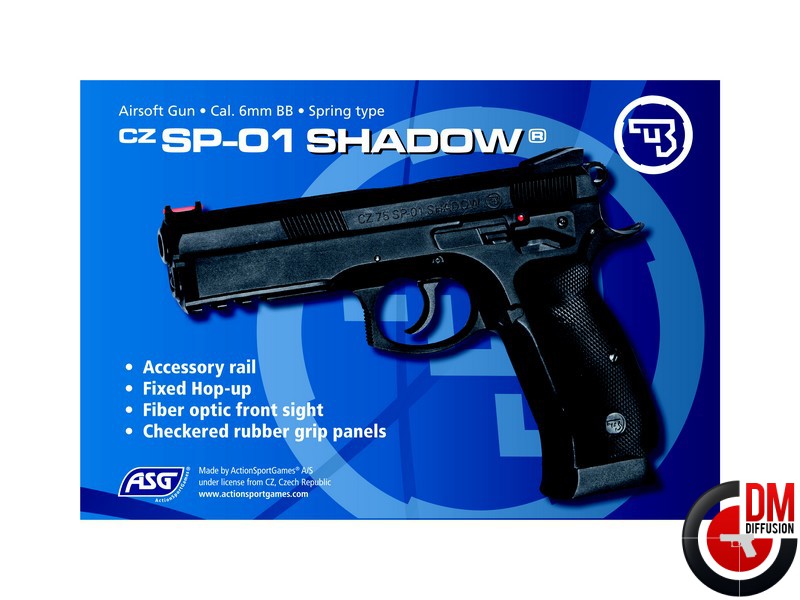 Airsoft Gun • Cal. 6mm BB • Spring type
CZ SP-01 SHADOW ®
CZ 75 SP-01 SHADOW
• Accessory rail
• Fixed Hop-up
• Fiber optic front sight
• Checkered rubber grip panels
ASG
ActionSportGames®
Made by ActionSportGames® A/S
under license from CZ, Czech Republic
www.actionsportgames.com
DM
DIFFUSION